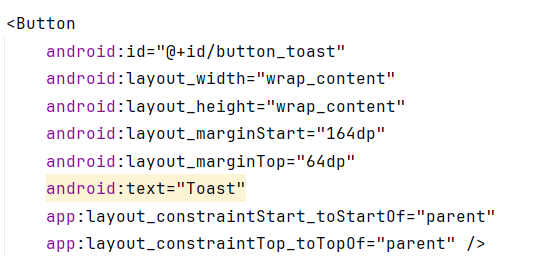 <Button
    android:id="@+id/button_toast"
    android:layout_width="wrap_content"
    android:layout_height="wrap_content"
    android:layout_marginStart="164dp"
    android:layout_marginTop="64dp"
    android:text="Toast"
    app:layout_constraintStart_toStartOf="parent"
    app:layout_constraintTop_toTopOf="parent" />